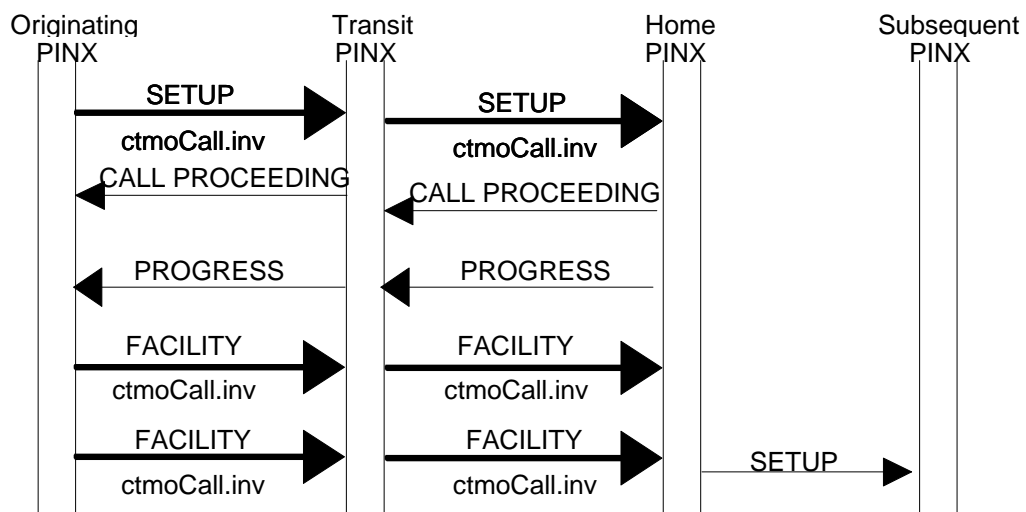 Originating Transit Home Subsequent
PINX PINX PINX PINX
SETUP SETUP
ctmoCall.inv ctmoCall.inv
CALL PROCEEDING CALL PROCEEDING
PROGRESS PROGRESS
FACILITY FACILITY
ctmoCall.inv ctmoCall.inv
FACILITY FACILITY
SETUP
ctmoCall.inv ctmoCall.inv